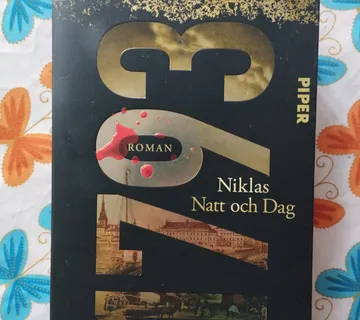 1793
ROMAN
PIPER
Niklas
Natt och Dag